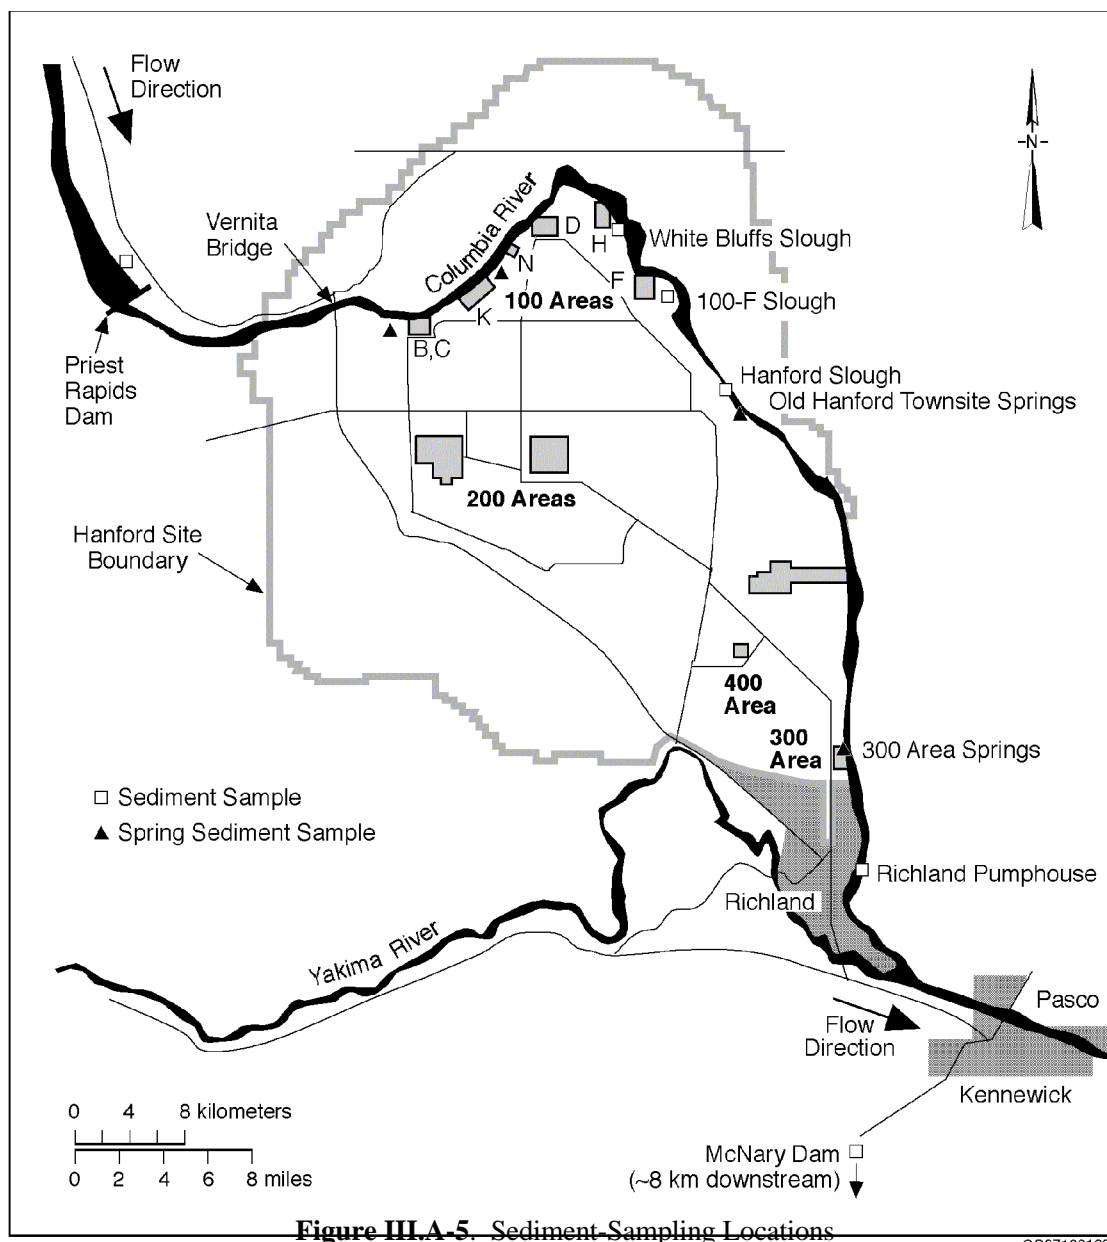 Flow
Direction
-N-
Vernita
Bridge
Columbia River
D
H
White Bluffs Slough
N
F
100 Areas
100-F Slough
K
B,C
Priest
Rapids
Dam
Hanford Slough
Old Hanford Townsite Springs
200 Areas
Hanford Site
Boundary
400
Area
300
Area
300 Area Springs
Sediment Sample
Spring Sediment Sample
Richland Pumphouse
Richland
Yakima River
Pasco
Flow
Direction
Kennewick
0 4 8 kilometers
0 2 4 6 8 miles
McNary Dam
(~8 km downstream)
Figure III.A-5. Sediment-Sampling Locations